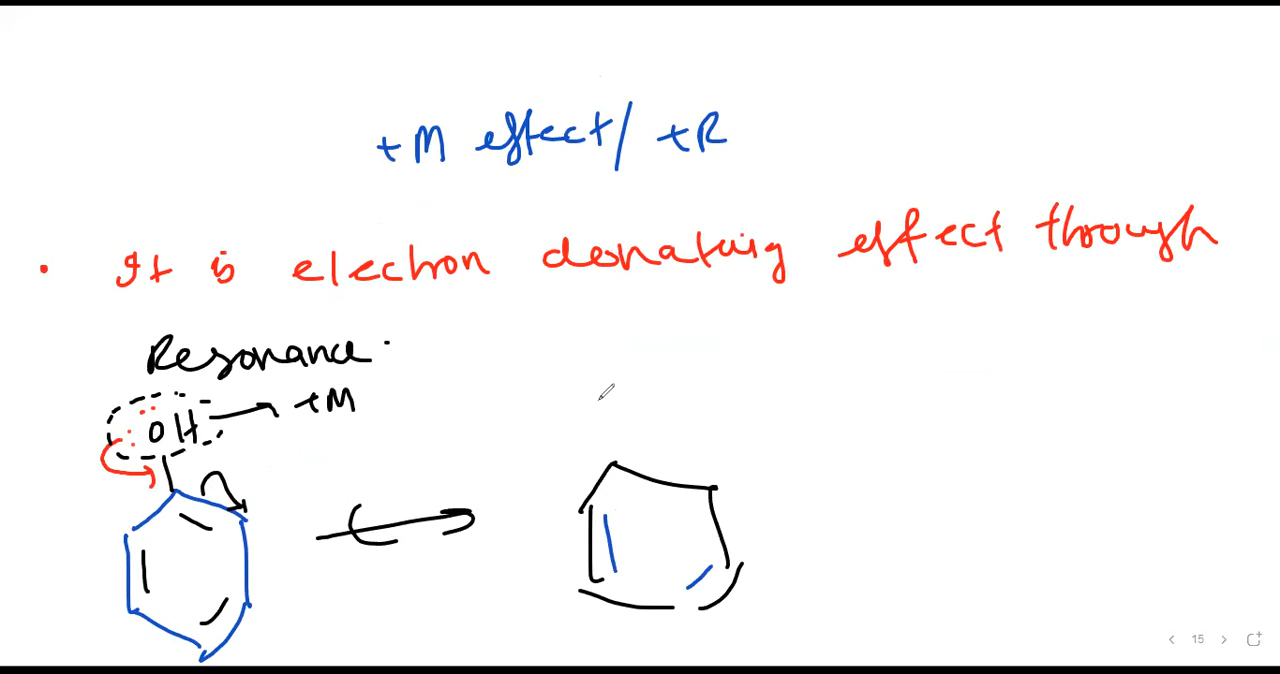 +M effect/ +R
• It is electron donating effect through
Resonance.
OH → +M
15